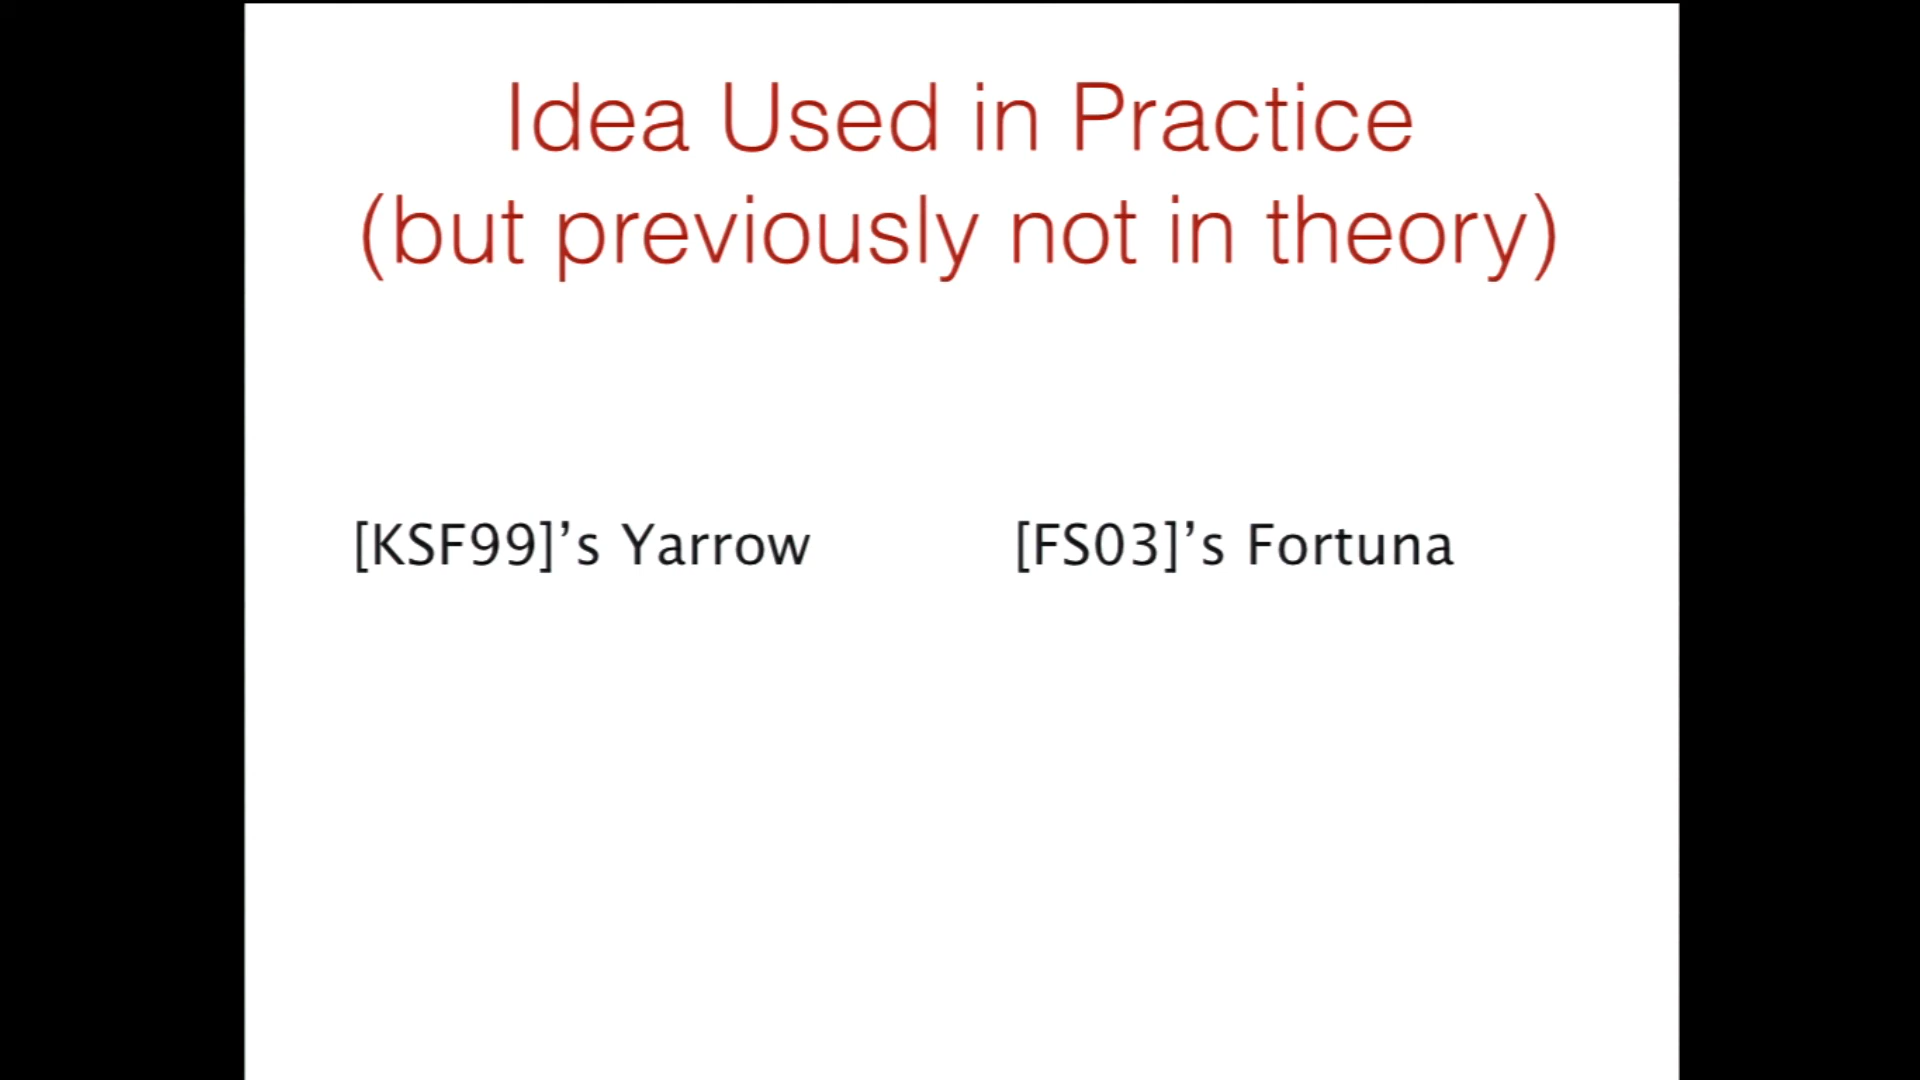 Idea Used in Practice
(but previously not in theory)
[KSF99]’s Yarrow
[FS03]’s Fortuna